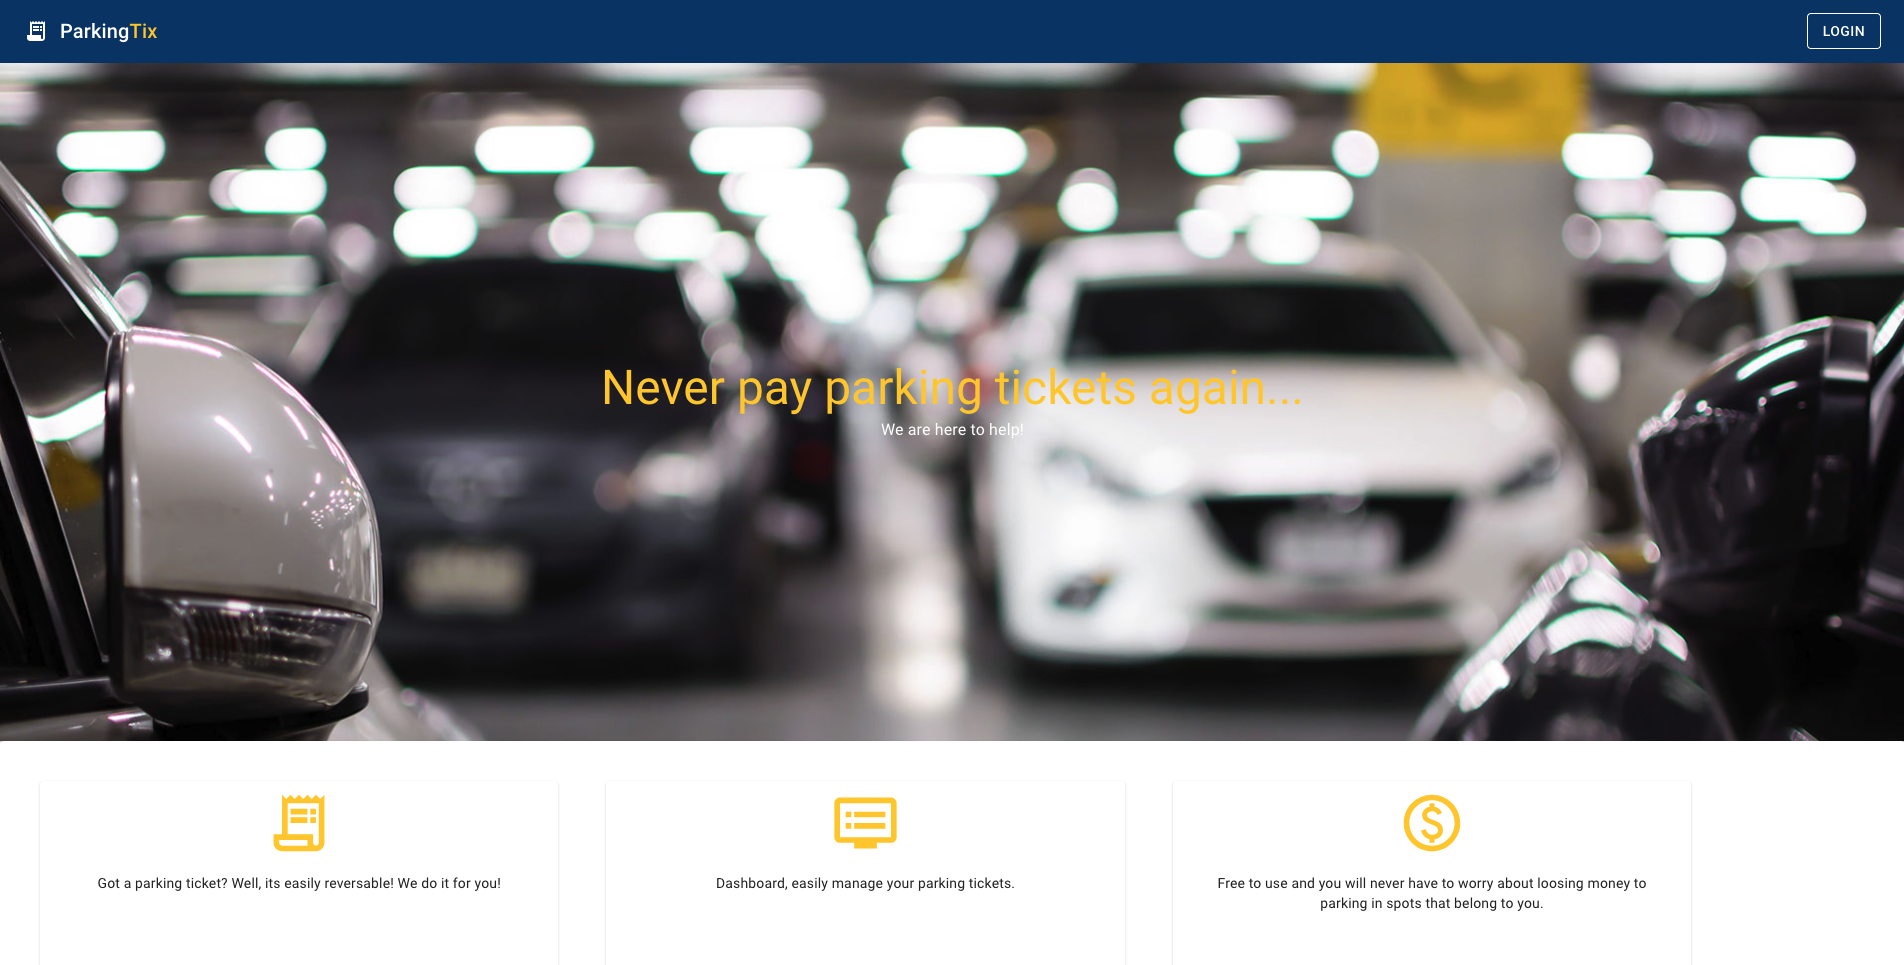 ParkingTix
LOGIN
Never pay parking tickets again...
We are here to help!
Got a parking ticket? Well, its easily reversable! We do it for you!
Dashboard, easily manage your parking tickets.
Free to use and you will never have to worry about loosing money to
parking in spots that belong to you.